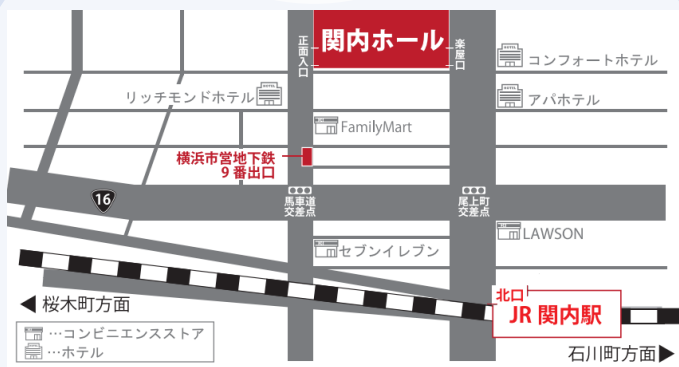 関内ホール
正面入口
楽屋口
コンフォートホテル
リッチモンドホテル
アパホテル
FamilyMart
横浜市営地下鉄
9番出口
16
馬車道
交差点
尾上町
交差点
LAWSON
セブンイレブン
北口
JR 関内駅
桜木町方面
…コンビニエンスストア
…ホテル
石川町方面